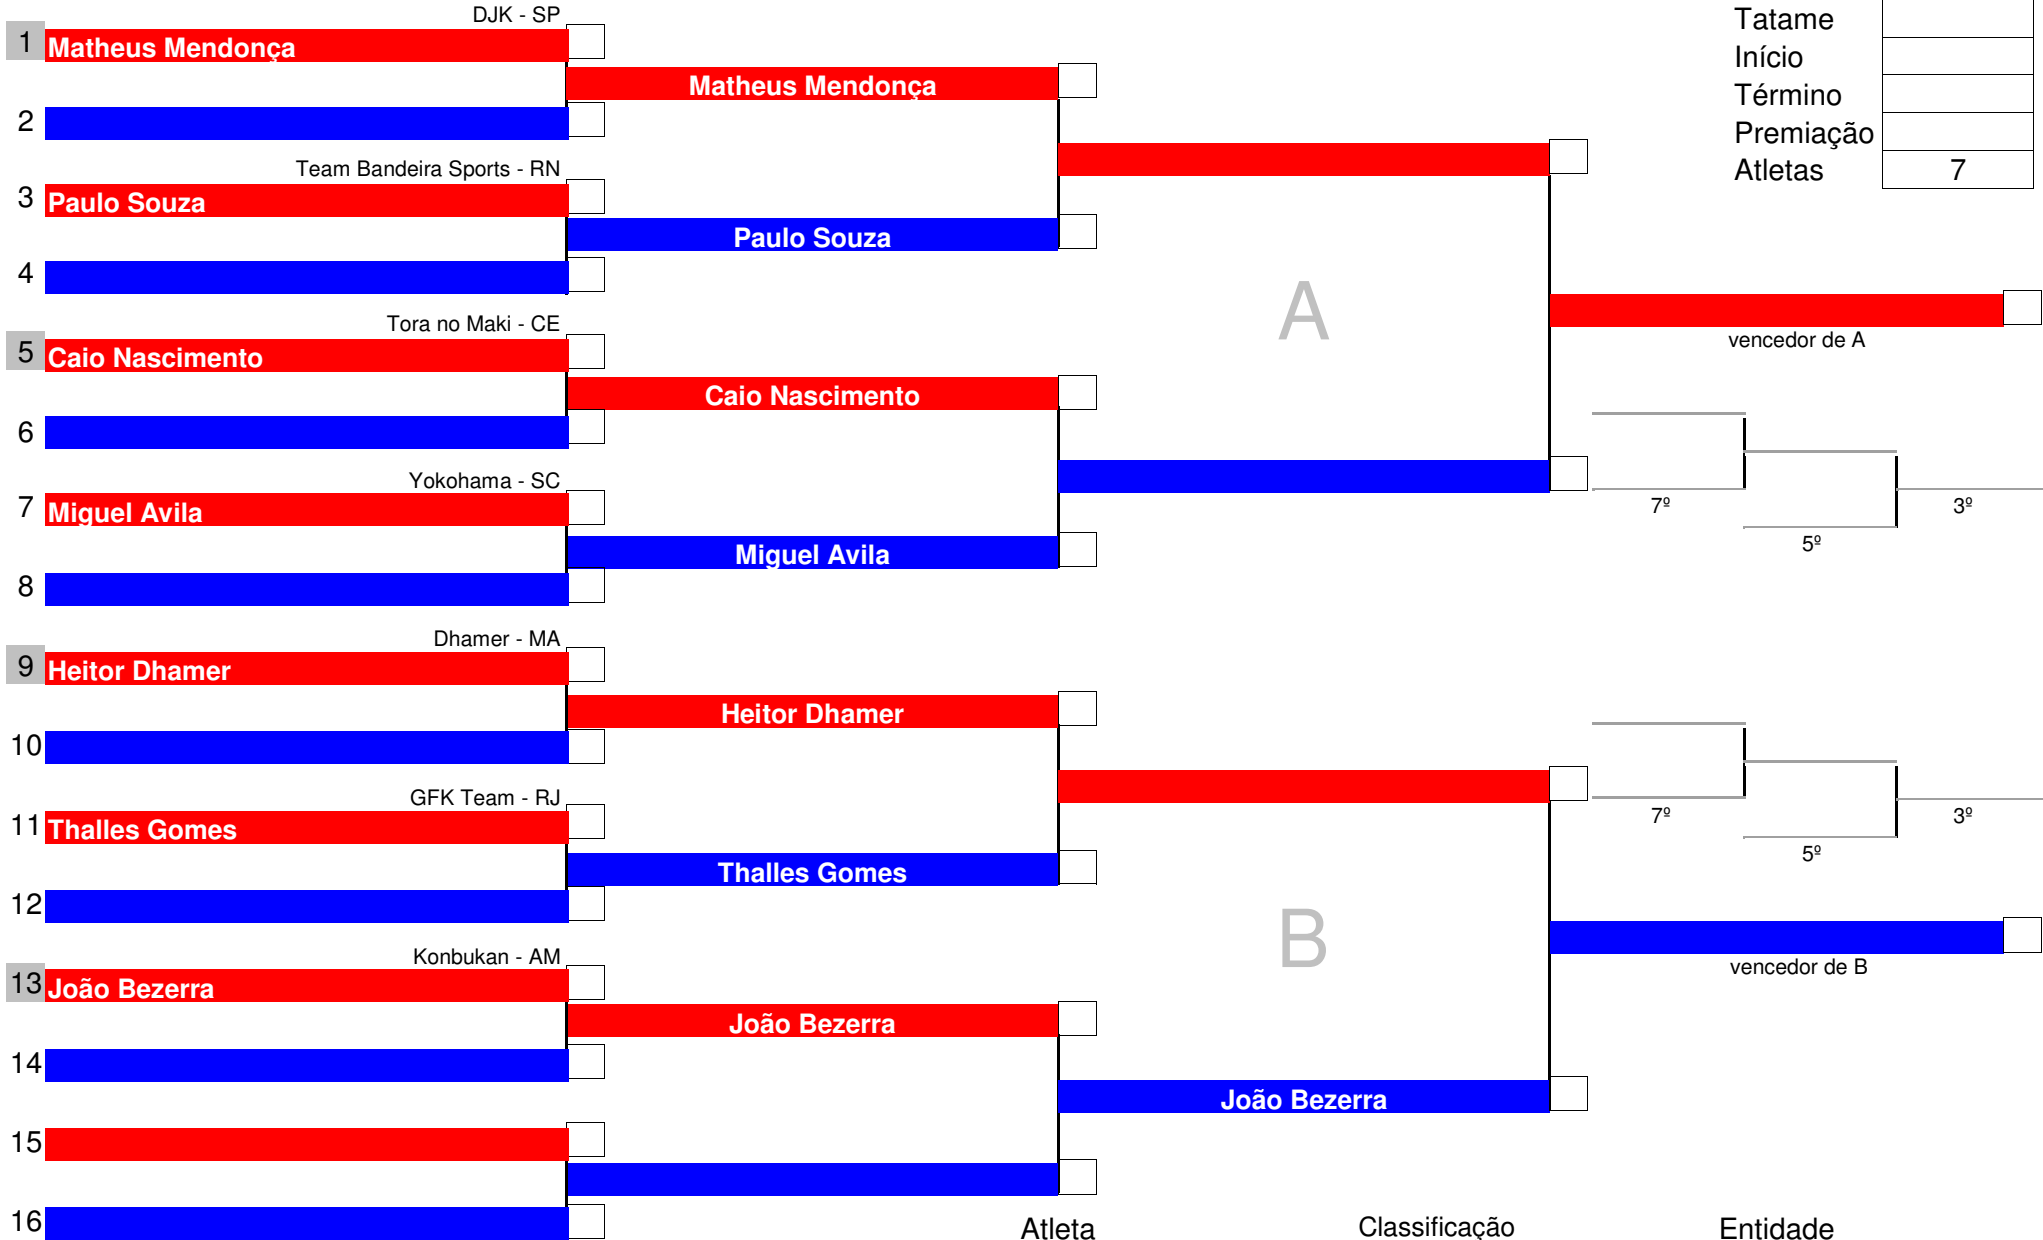 DJK - SP
1 Matheus Mendonça
Matheus Mendonça
2
Team Bandeira Sports - RN
3 Paulo Souza
Paulo Souza
4
Tora no Maki - CE
5 Caio Nascimento
Caio Nascimento
6
Yokohama - SC
7 Miguel Avila
Miguel Avila
8
Dhamer - MA
9 Heitor Dhamer
Heitor Dhamer
10
GFK Team - RJ
11 Thalles Gomes
Thalles Gomes
12
Konbukan - AM
13 João Bezerra
João Bezerra
14
João Bezerra
15
16
A
B
Tatame
Início
Término
Premiação
Atletas 7
vencedor de A
7º
3º
5º
7º
3º
5º
vencedor de B
Atleta Classificação Entidade